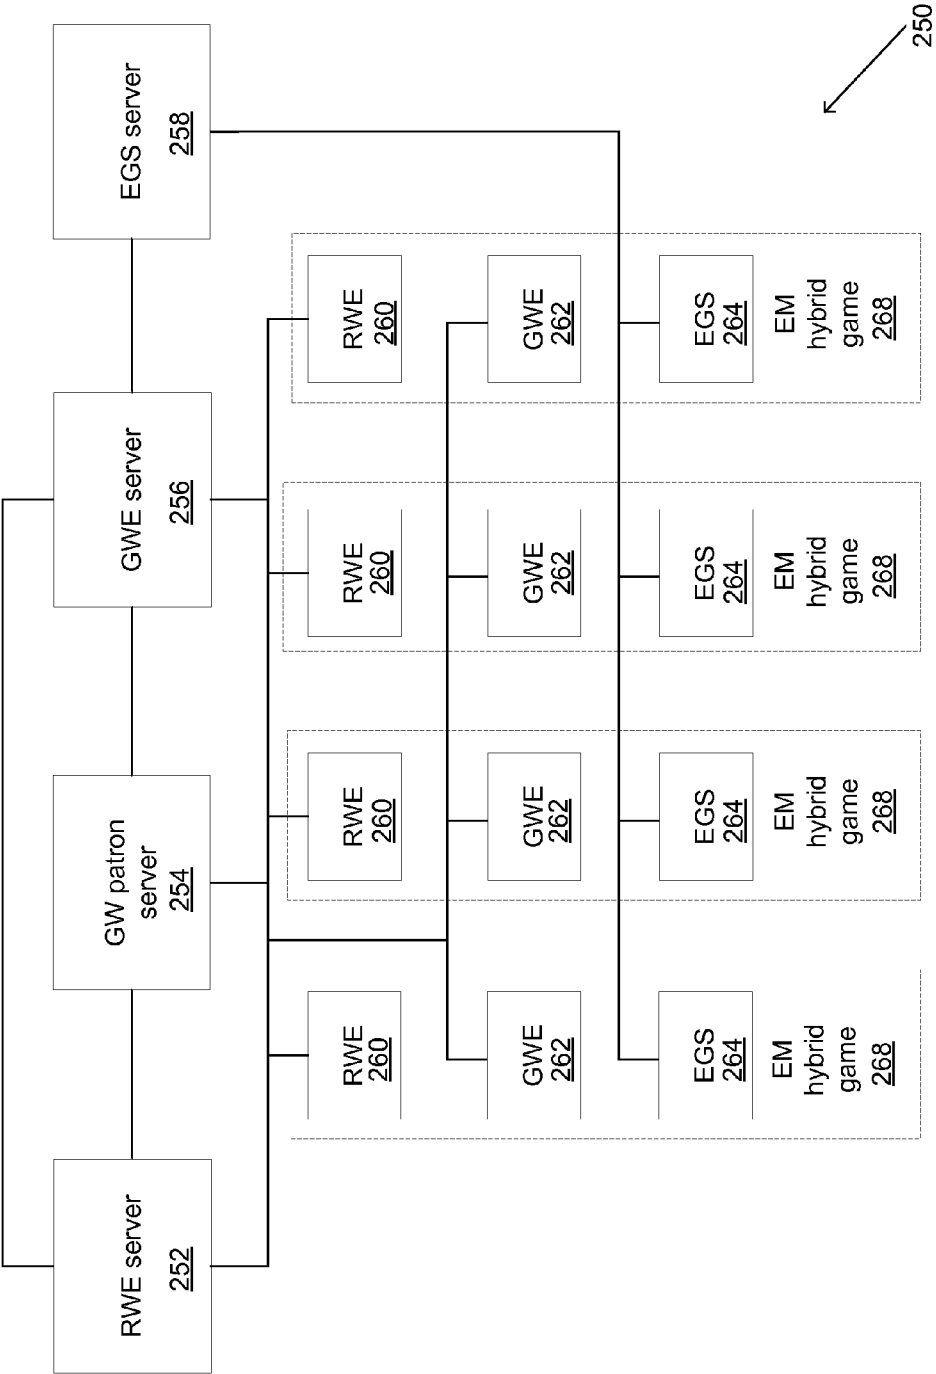 RWE server
252
GW patron
server
254
GWE server
256
EGS server
258
RWE
260
RWE
260
RWE
260
RWE
260
GWE
262
GWE
262
GWE
262
GWE
262
EGS
264
EGS
264
EGS
264
EGS
264
EM
hybrid
game
268
EM
hybrid
game
268
EM
hybrid
game
268
EM
hybrid
game
268
250